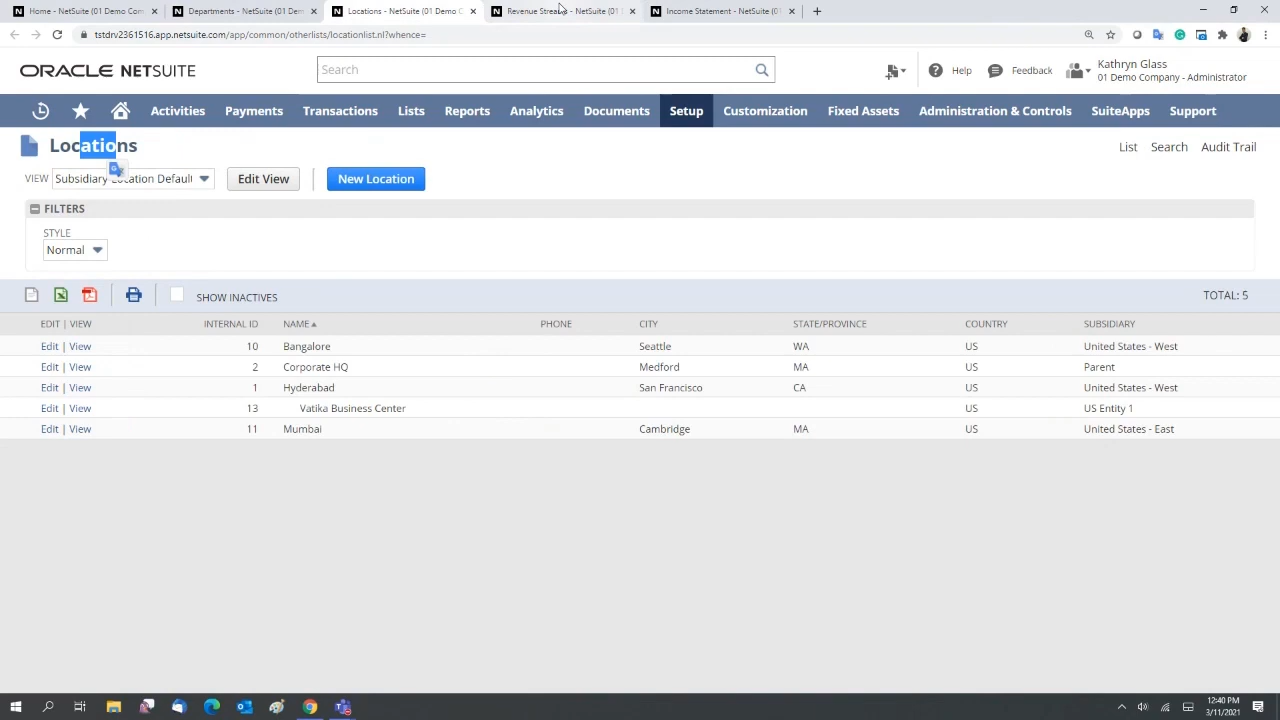 Home - NetSuite (01 Demo Com
Departments - NetSuite (01 Dem
Locations - NetSuite (01 Demo C
Revenue Streams - NetSuite (01
Income Statement - NetSuite (01
tstdrv2361516.app.netsuite.com/app/common/otherlists/locationlist.nl?whence=
ORACLE NETSUITE
Search
Help
Feedback
Kathryn Glass
01 Demo Company - Administrator
Activities Payments Transactions Lists Reports Analytics Documents Setup Customization Fixed Assets Administration & Controls SuiteApps Support
Locations
List Search Audit Trail
VIEW Subsidiary Location Default Edit View New Location
FILTERS
STYLE
Normal
SHOW INACTIVES TOTAL: 5
EDIT | VIEW INTERNAL ID NAME PHONE CITY STATE/PROVINCE COUNTRY SUBSIDIARY
Edit | View 10 Bangalore Seattle WA US United States - West
Edit | View 2 Corporate HQ Medford MA US Parent
Edit | View 1 Hyderabad San Francisco CA US United States - West
Edit | View 13 Vatika Business Center US US Entity 1
Edit | View 11 Mumbai Cambridge MA US United States - East
12:40 PM
3/11/2021